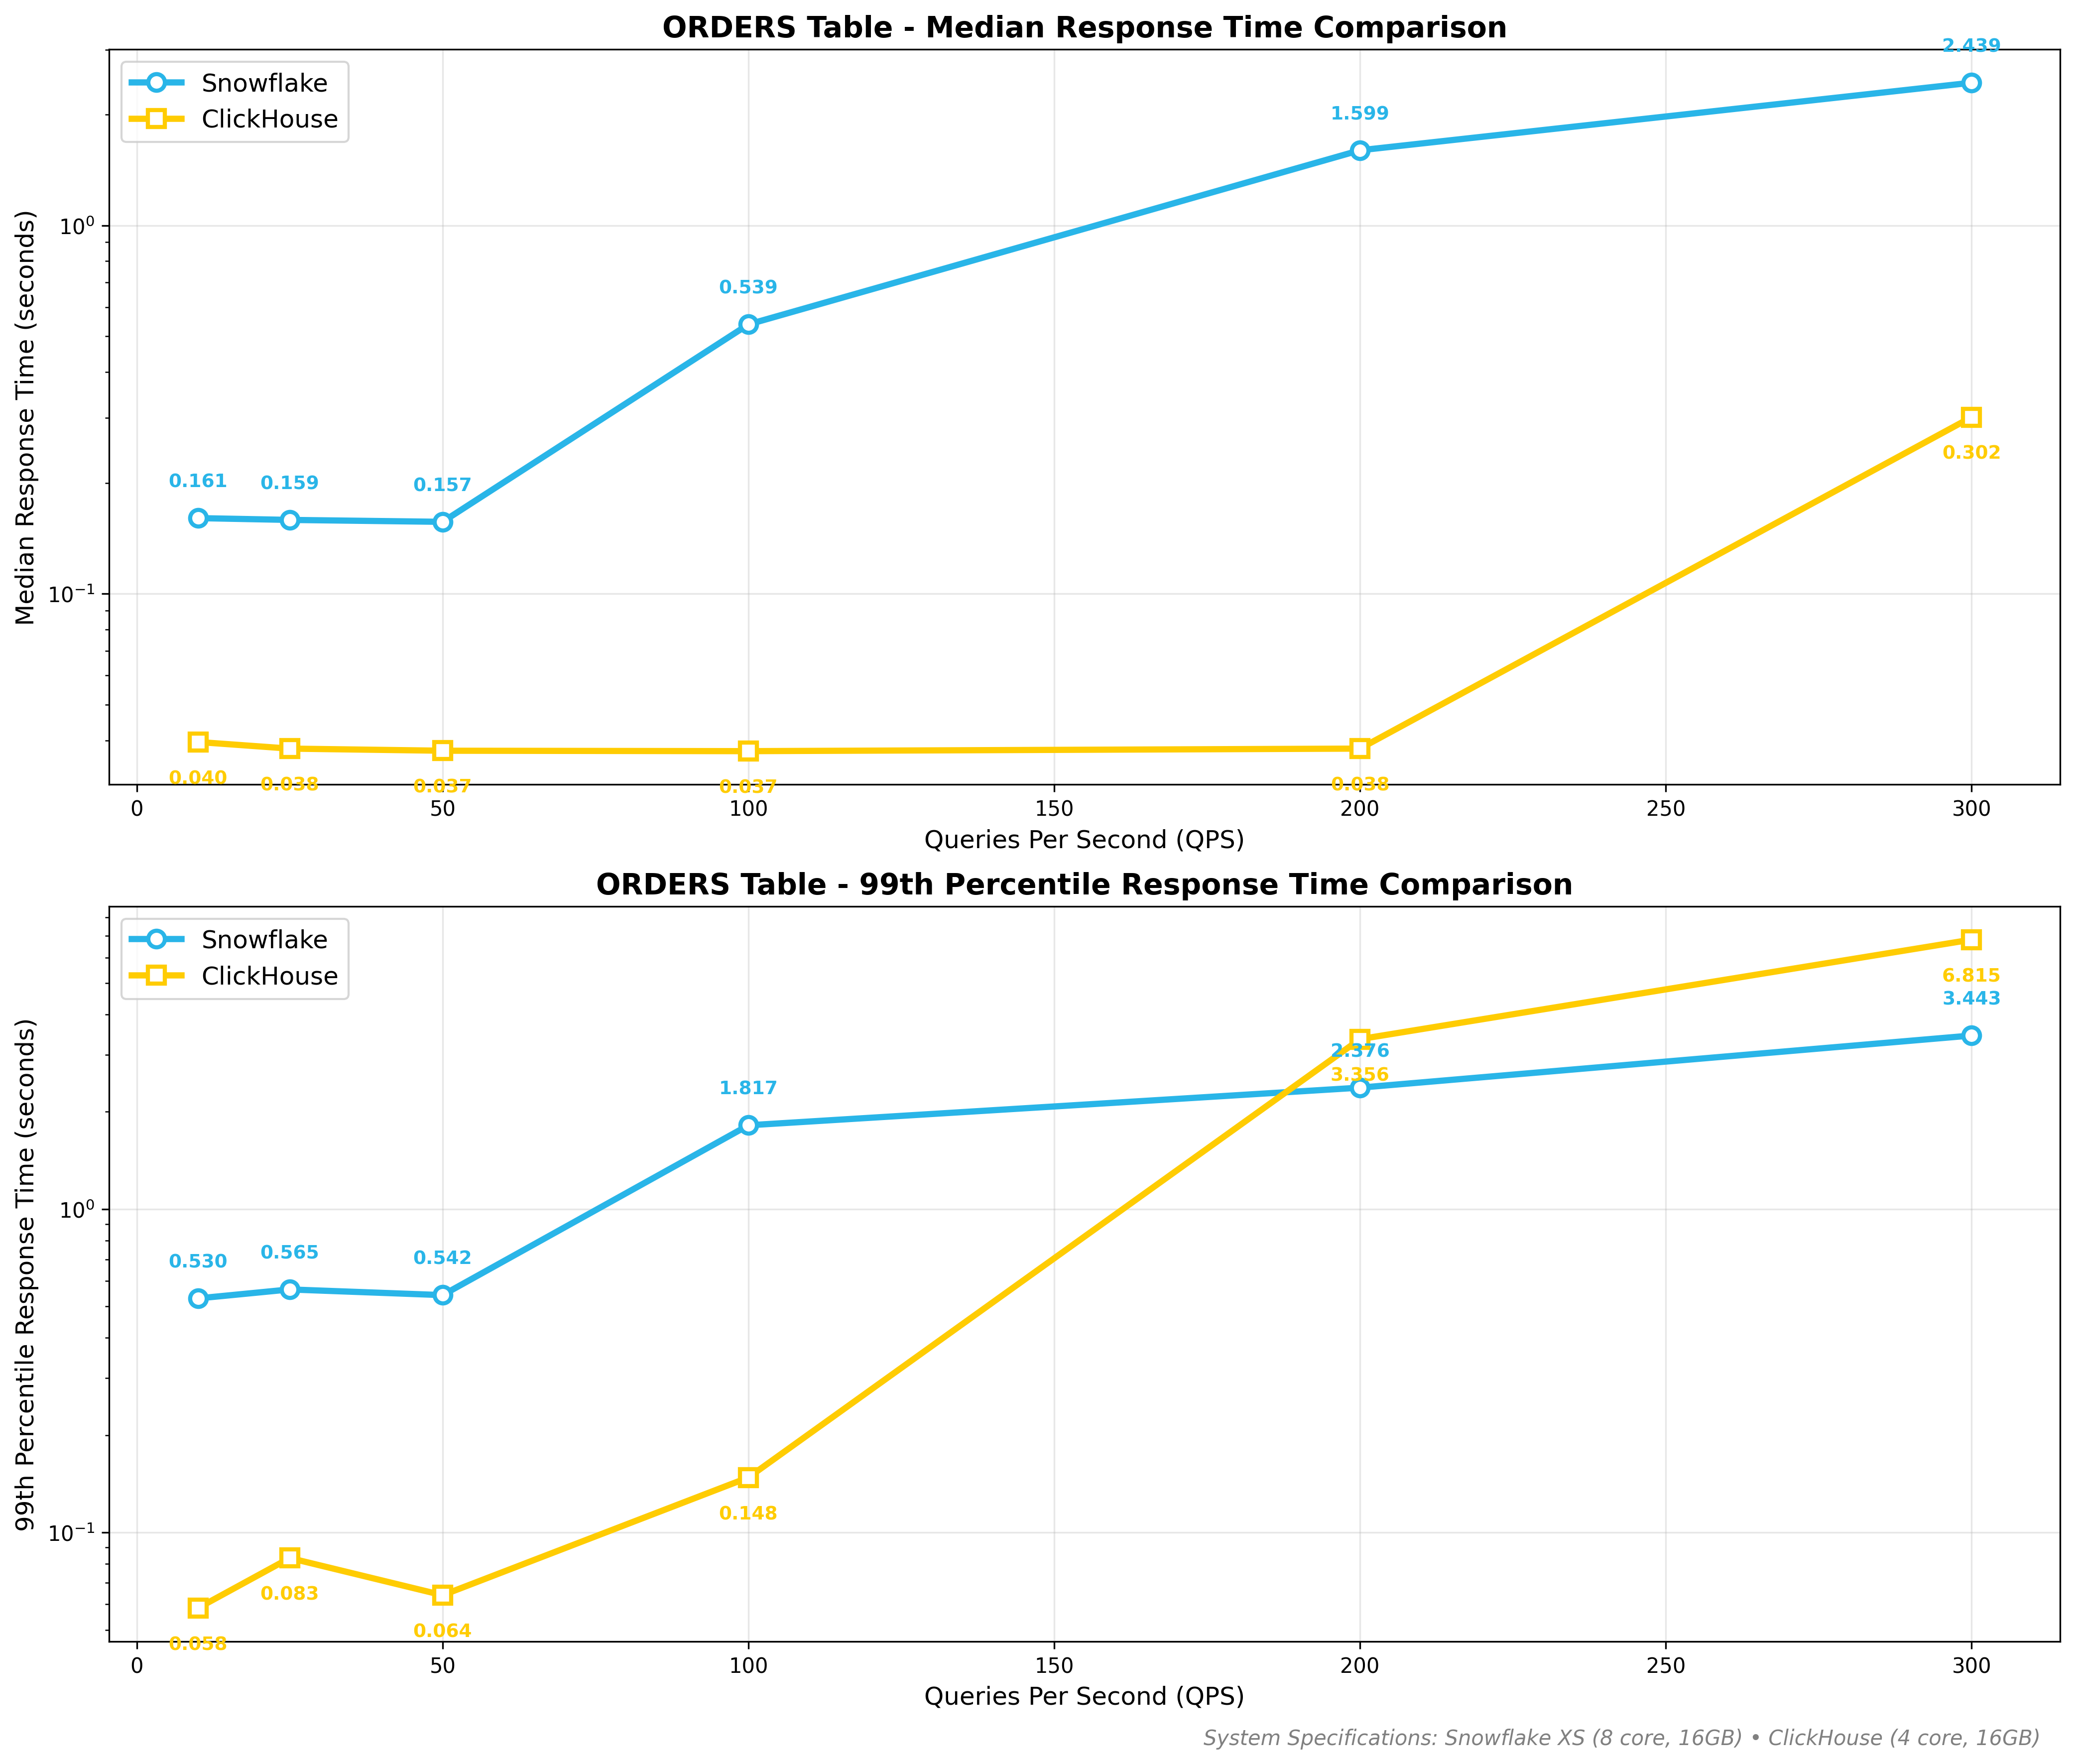 ORDERS Table - Median Response Time Comparison
Snowflake
ClickHouse
2.439
1.599
0.539
0.161
0.159
0.157
0.302
0.040
0.038
0.037
0.037
0.038
10⁰
10⁻¹
Median Response Time (seconds)
0 50 100 150 200 250 300
Queries Per Second (QPS)
ORDERS Table - 99th Percentile Response Time Comparison
Snowflake
ClickHouse
6.815
3.443
2.376
3.356
1.817
0.530
0.565
0.542
0.148
0.083
0.064
0.058
10⁰
10⁻¹
99th Percentile Response Time (seconds)
0 50 100 150 200 250 300
Queries Per Second (QPS)
System Specifications: Snowflake XS (8 core, 16GB) • ClickHouse (4 core, 16GB)